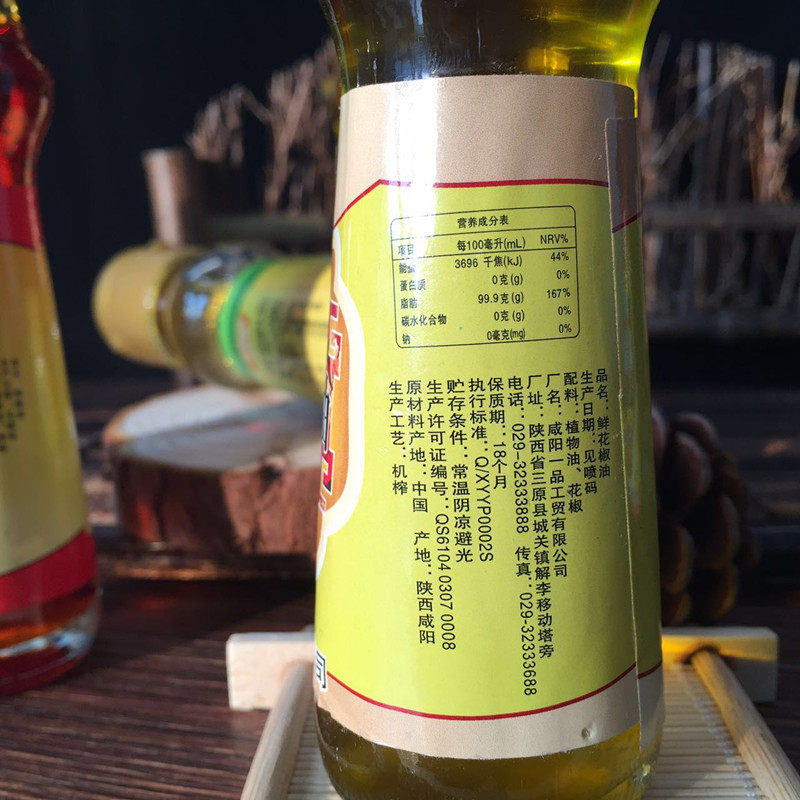 营养成分表
项目 每100毫升(mL) NRV%
能量 3696 千焦(kJ) 44%
蛋白质 0克(g) 0%
脂肪 99.9克(g) 167%
碳水化合物 0克(g) 0%
钠 0毫克(mg) 0%
品名:鲜花椒油
生产日期:见喷码
配料:植物油、花椒
厂名:咸阳一品工贸有限公司
厂址:陕西省三原县城关镇解李移动塔旁
电话:029-32333888 传真:029-32333688
保质期:18个月
执行标准:Q/XYYP0002S
贮存条件:常温阴凉避光
生产许可证编号:QS6104 0307 0008
原材料产地:中国 产地:陕西咸阳
生产工艺:机榨
司